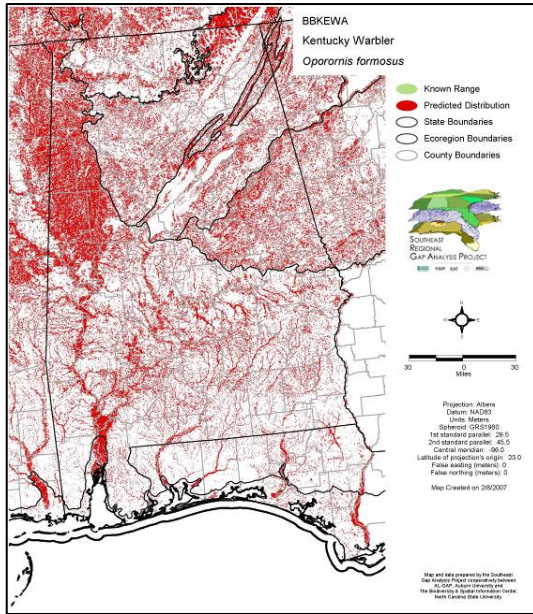 BBKEWA
Kentucky Warbler
Oporornis formosus
Known Range
Predicted Distribution
State Boundaries
Ecoregion Boundaries
County Boundaries
SOUTHEAST
REGIONAL
GAP ANALYSIS PROJECT
N
E
S
30
0
30
Miles
Projection: Albers
Datum: NAD83
Units: Meters
Spheroid: GRS1980
1st standard parallel: 29.5
2nd standard parallel: 45.5
Central meridian: -96.0
Latitude of projection's origin: 23.0
False easting (meters): 0
False northing (meters): 0
Map Created on 2/8/2007
Map and data prepared by the Southeast
Gap Analysis Project cooperatively between
AL-GAP, Auburn University and
The Biodiversity & Spatial Information Center,
North Carolina State University